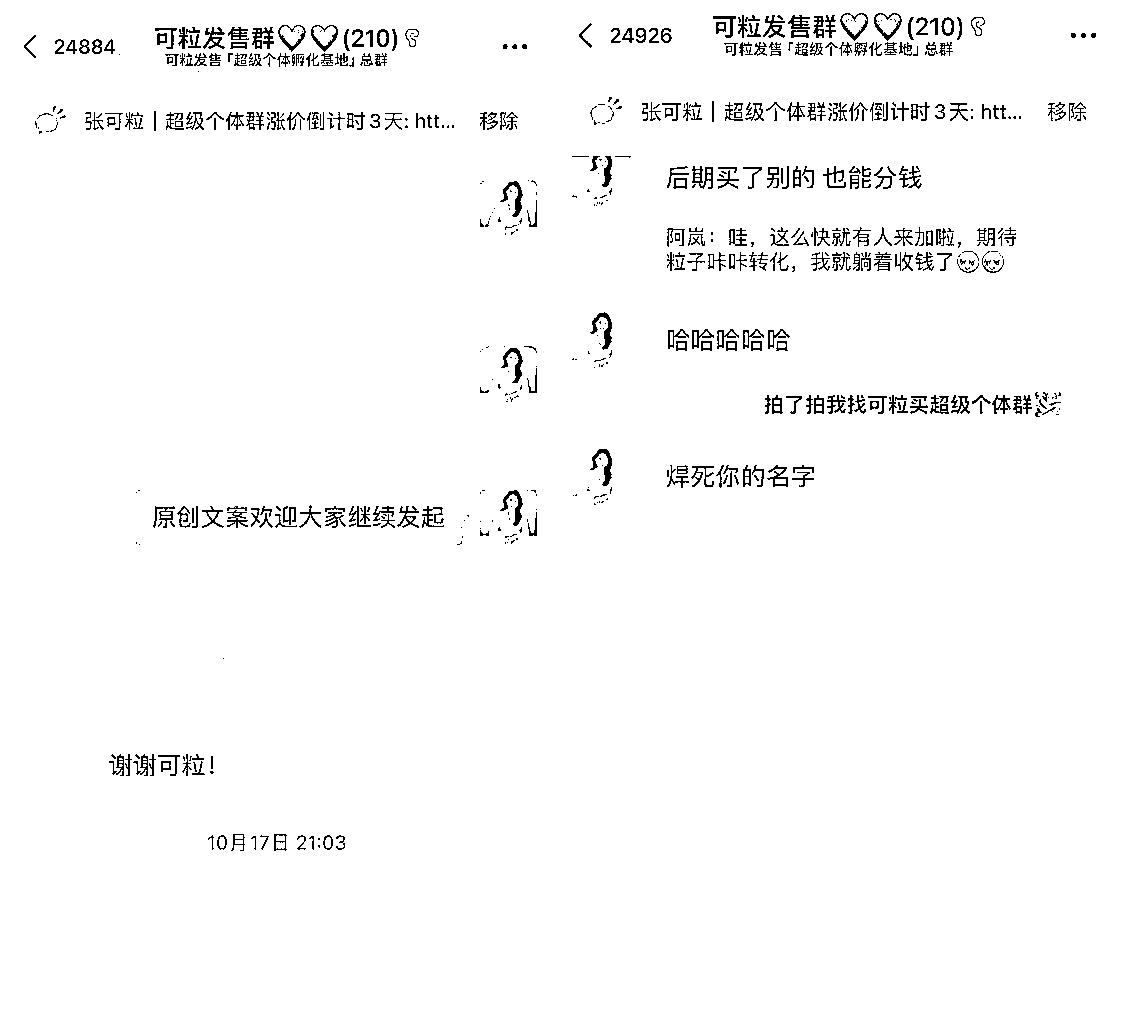 24884
可粒发售群♡♡(210)
可粒发售「超级个体孵化基地」总群
张可粒｜超级个体群涨价倒计时3天: htt... 移除
原创文案欢迎大家继续发起
谢谢可粒!
10月17日 21:03
24926
可粒发售群♡♡(210)
可粒发售「超级个体孵化基地」总群
张可粒｜超级个体群涨价倒计时3天: htt... 移除
后期买了别的 也能分钱
阿岚：哇，这么快就有人来加啦，期待
粒子咔咔转化，我就躺着收钱了
哈哈哈哈哈
拍了拍我找可粒买超级个体群
焊死你的名字